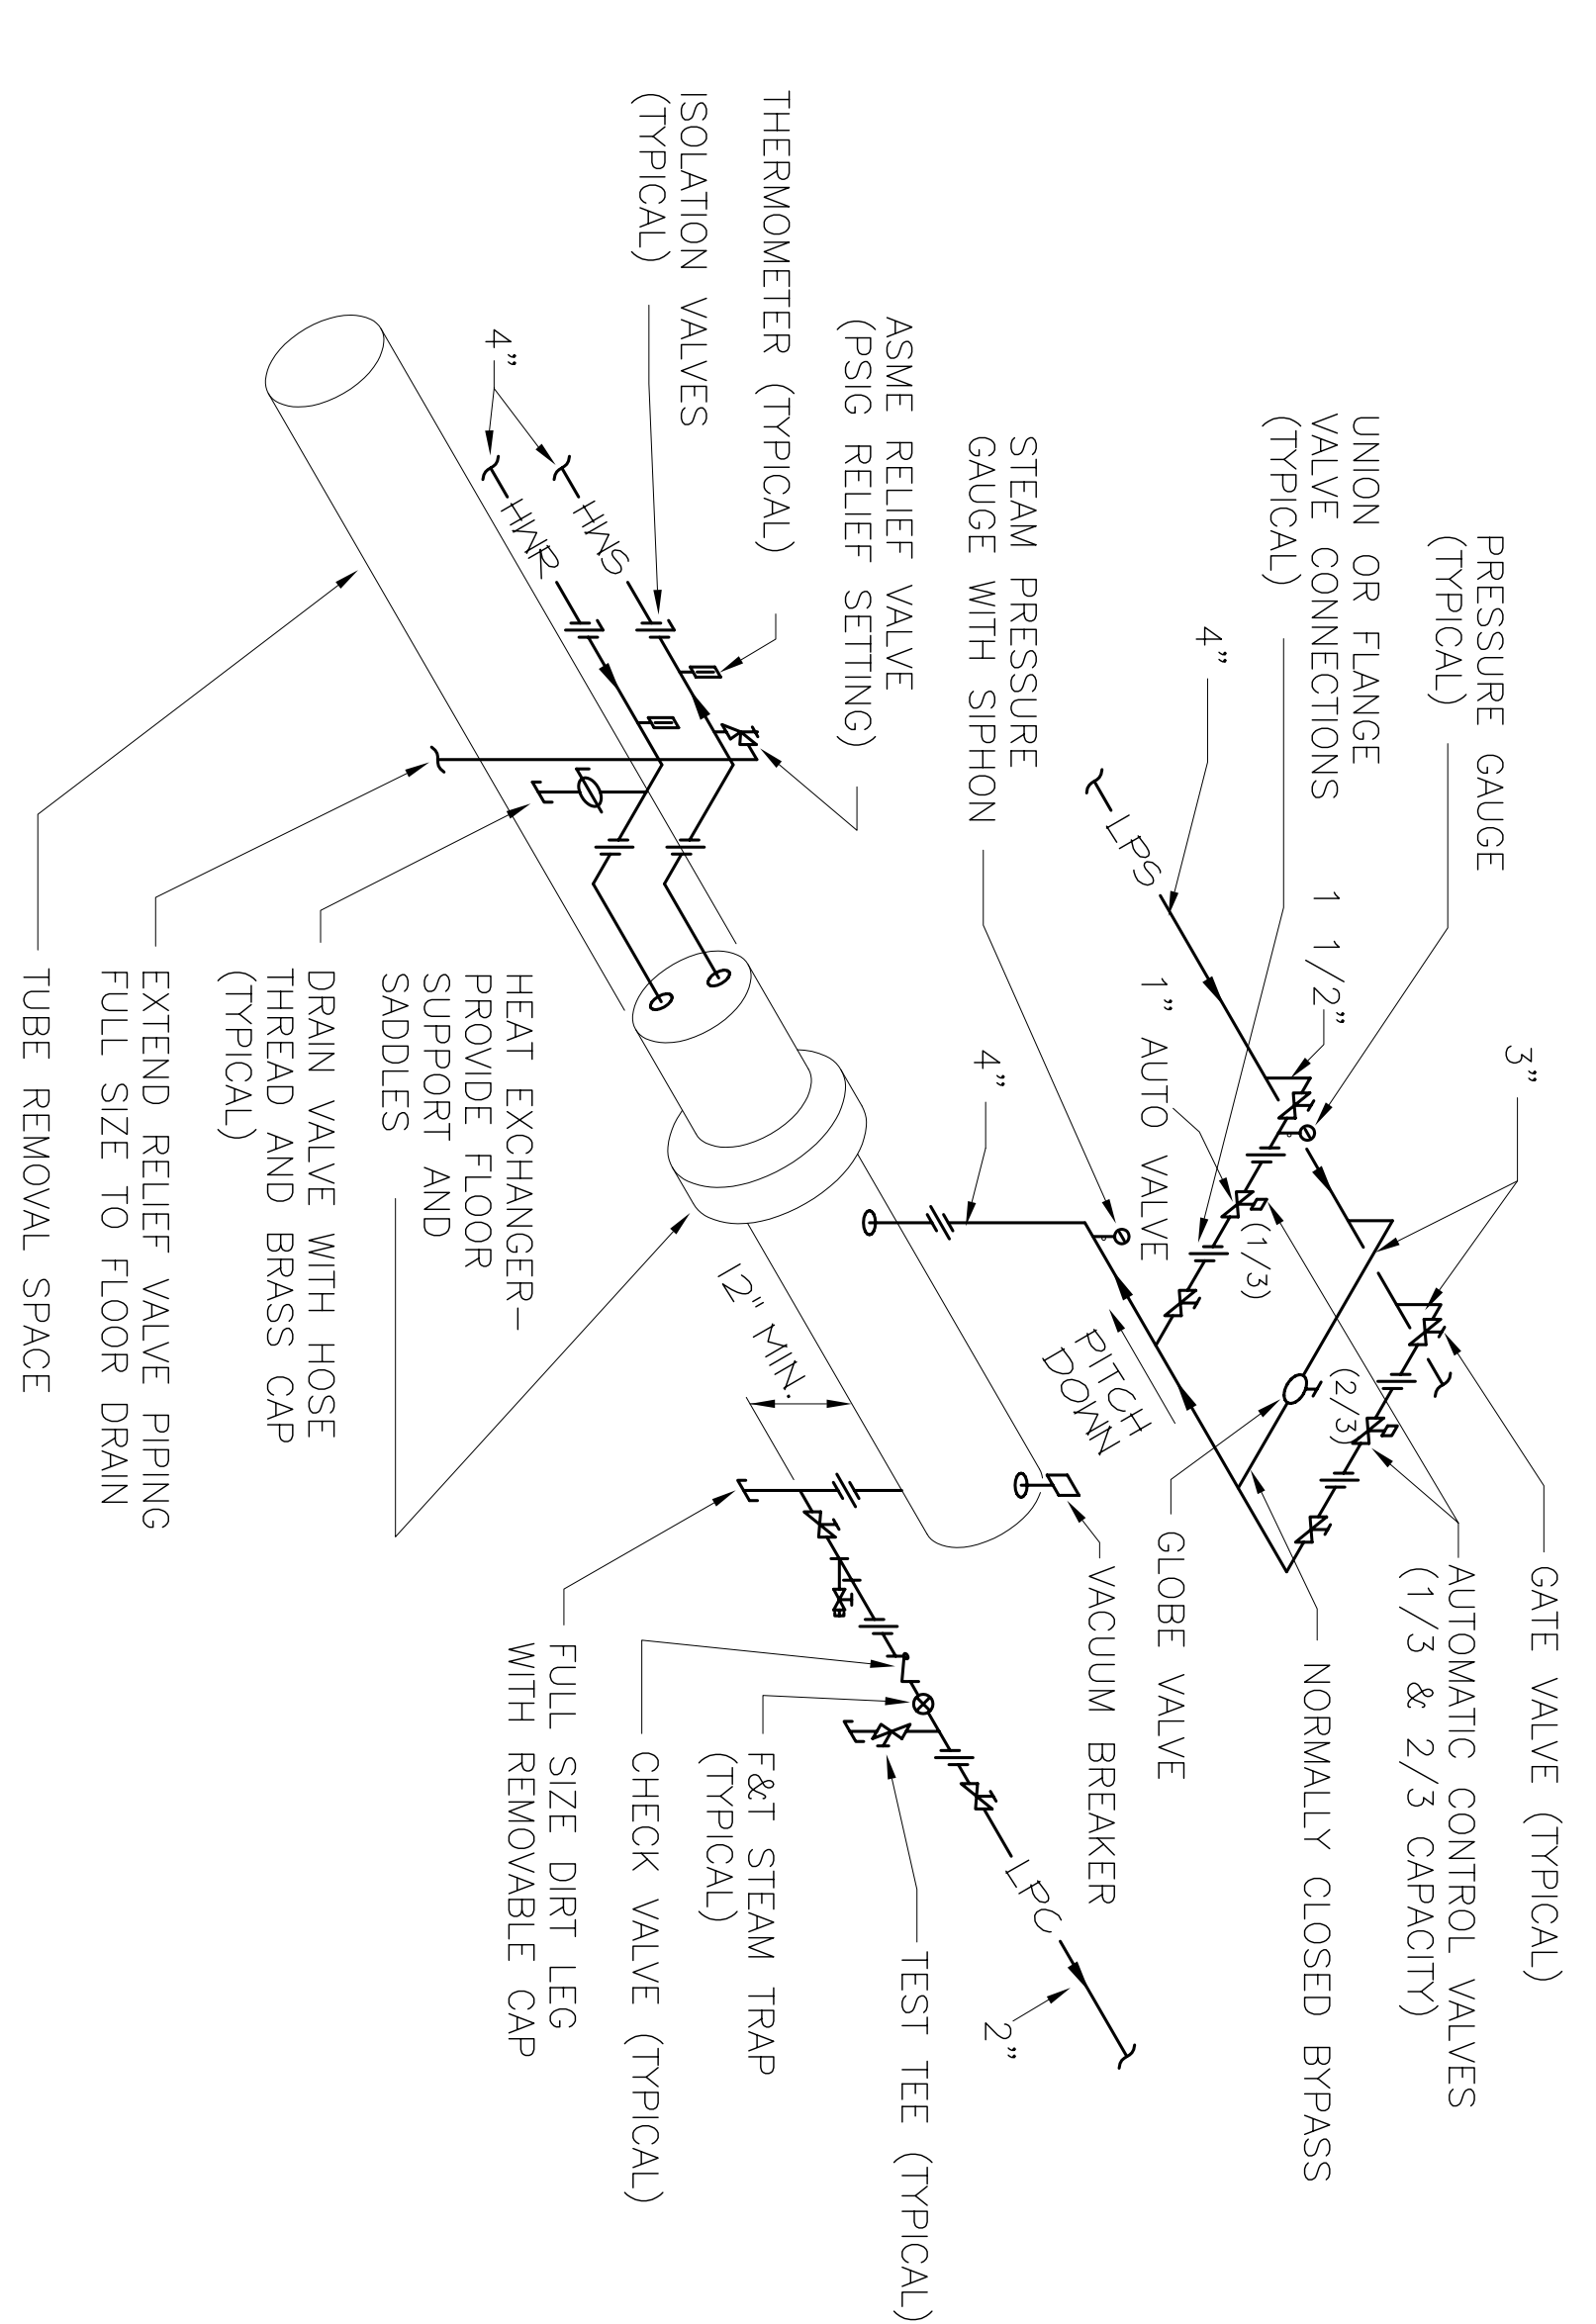 PRESSURE GAUGE
(TYPICAL)
3”
GATE VALVE (TYPICAL)
UNION OR FLANGE
VALVE CONNECTIONS
(TYPICAL)
1 1/2”
AUTOMATIC CONTROL VALVES
(1/3 & 2/3 CAPACITY)
4”
(2/3)
NORMALLY CLOSED BYPASS
(1/3)
LPS
1” AUTO VALVE
GLOBE VALVE
STEAM PRESSURE
GAUGE WITH SIPHON
4”
PITCH
DOWN
VACUUM BREAKER
ASME RELIEF VALVE
(PSIG RELIEF SETTING)
LPC
2”
TEST TEE (TYPICAL)
THERMOMETER (TYPICAL)
12" MIN.
F&T STEAM TRAP
(TYPICAL)
ISOLATION VALVES
(TYPICAL)
CHECK VALVE (TYPICAL)
HWS
4”
HWR
FULL SIZE DIRT LEG
WITH REMOVABLE CAP
HEAT EXCHANGER–
PROVIDE FLOOR
SUPPORT AND
SADDLES
DRAIN VALVE WITH HOSE
THREAD AND BRASS CAP
(TYPICAL)
EXTEND RELIEF VALVE PIPING
FULL SIZE TO FLOOR DRAIN
TUBE REMOVAL SPACE